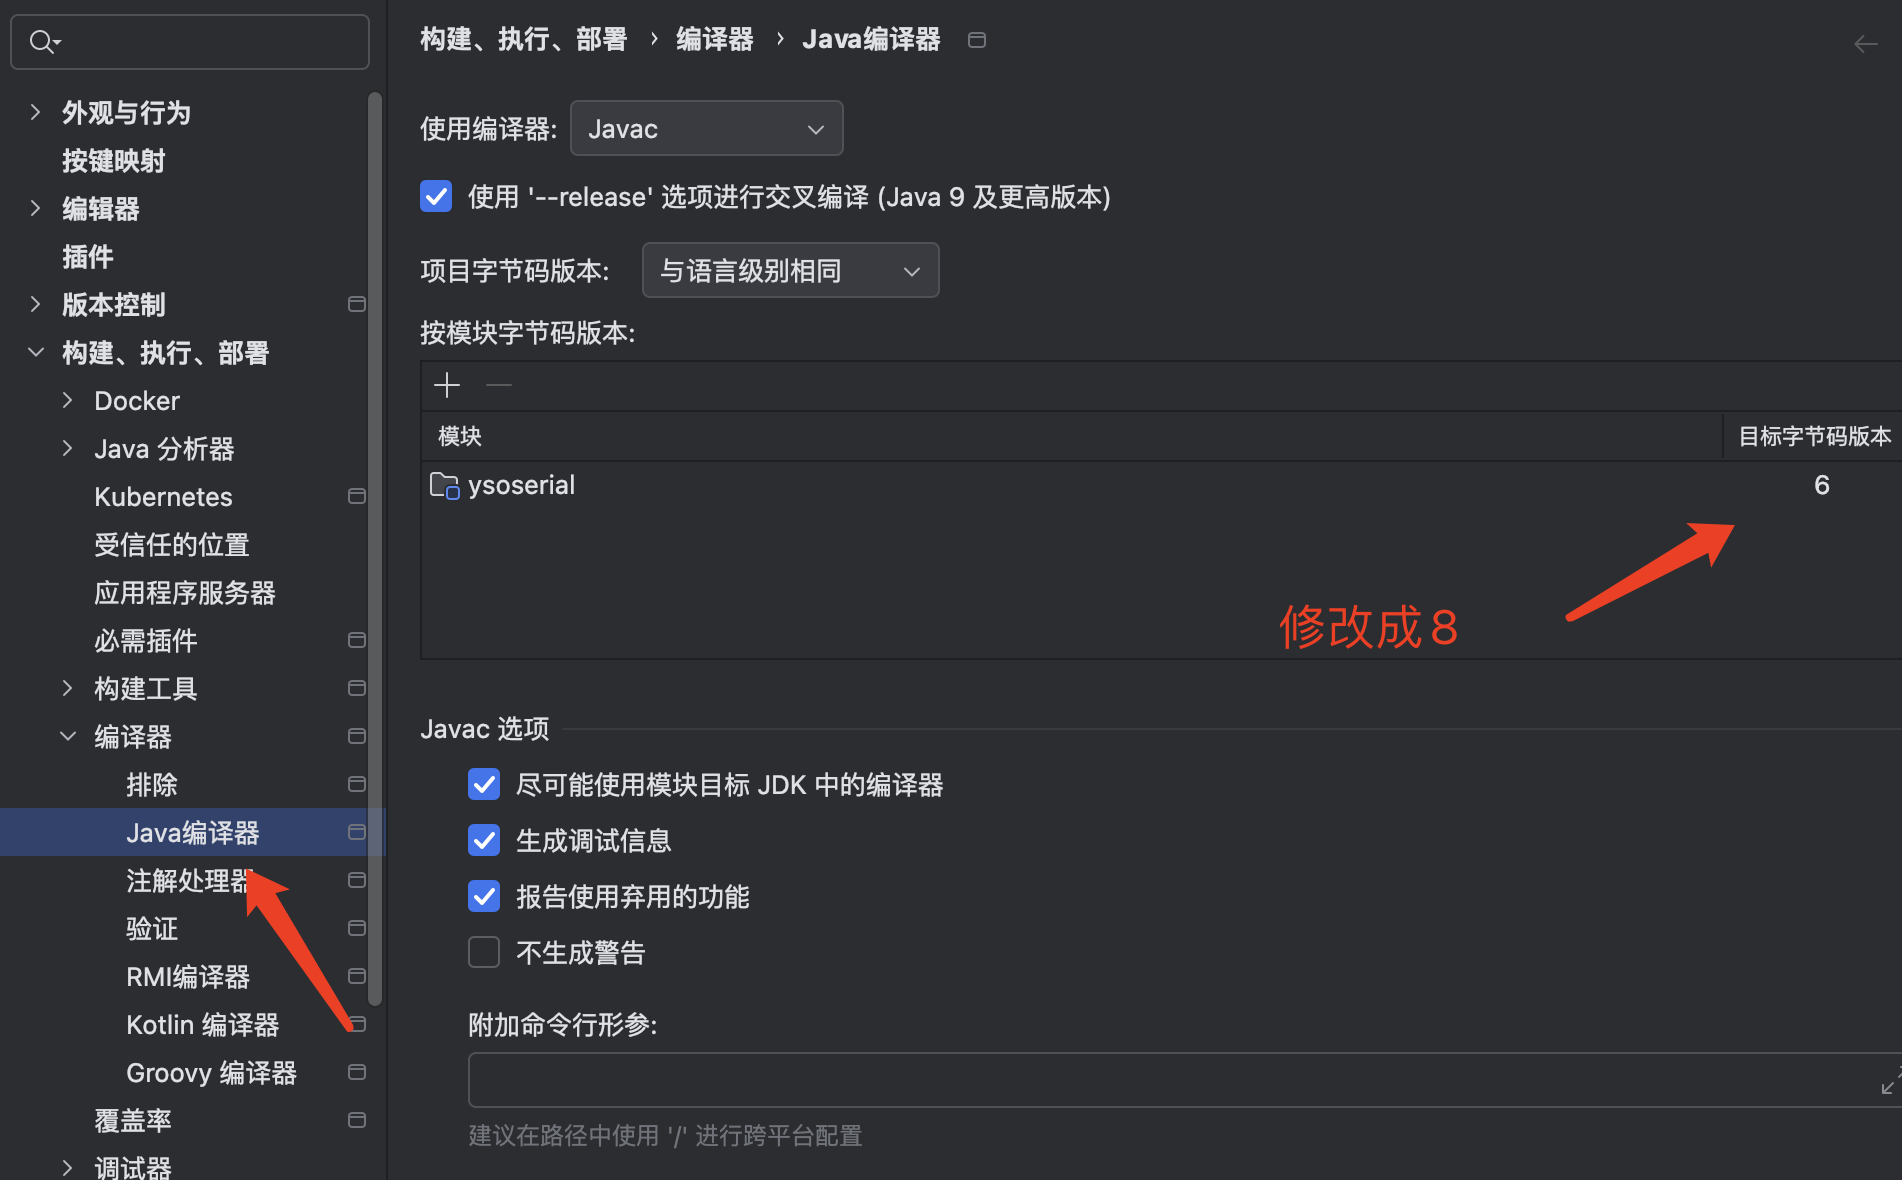 外观与行为
按键映射
编辑器
插件
版本控制
构建、执行、部署
Docker
Java 分析器
Kubernetes
受信任的位置
应用程序服务器
必需插件
构建工具
编译器
排除
Java编译器
注解处理器
验证
RMI编译器
Kotlin 编译器
Groovy 编译器
覆盖率
调试器
构建、执行、部署 › 编译器 › Java编译器
使用编译器: Javac
使用 '--release' 选项进行交叉编译 (Java 9 及更高版本)
项目字节码版本: 与语言级别相同
按模块字节码版本:
模块 目标字节码版本
ysoserial 6
修改成8
Javac 选项
尽可能使用模块目标 JDK 中的编译器
生成调试信息
报告使用弃用的功能
不生成警告
附加命令行形参:
建议在路径中使用 '/' 进行跨平台配置